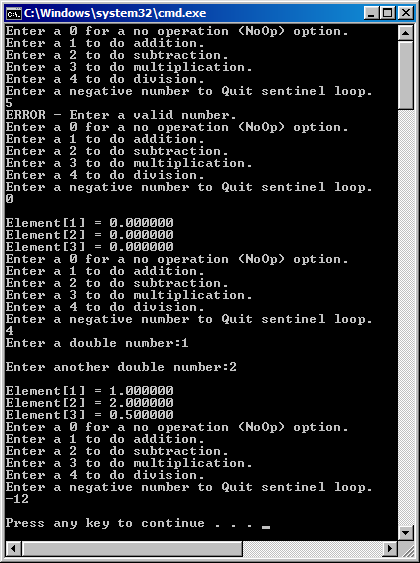 C:\Windows\system32\cmd.exe
Enter a 0 for a no operation (NoOp) option.
Enter a 1 to do addition.
Enter a 2 to do subtraction.
Enter a 3 to do multiplication.
Enter a 4 to do division.
Enter a negative number to Quit sentinel loop.
5
ERROR - Enter a valid number.
Enter a 0 for a no operation (NoOp) option.
Enter a 1 to do addition.
Enter a 2 to do subtraction.
Enter a 3 to do multiplication.
Enter a 4 to do division.
Enter a negative number to Quit sentinel loop.
0
Element[1] = 0.000000
Element[2] = 0.000000
Element[3] = 0.000000
Enter a 0 for a no operation (NoOp) option.
Enter a 1 to do addition.
Enter a 2 to do subtraction.
Enter a 3 to do multiplication.
Enter a 4 to do division.
Enter a negative number to Quit sentinel loop.
4
Enter a double number:1
Enter another double number:2
Element[1] = 1.000000
Element[2] = 2.000000
Element[3] = 0.500000
Enter a 0 for a no operation (NoOp) option.
Enter a 1 to do addition.
Enter a 2 to do subtraction.
Enter a 3 to do multiplication.
Enter a 4 to do division.
Enter a negative number to Quit sentinel loop.
-12
Press any key to continue . . . _